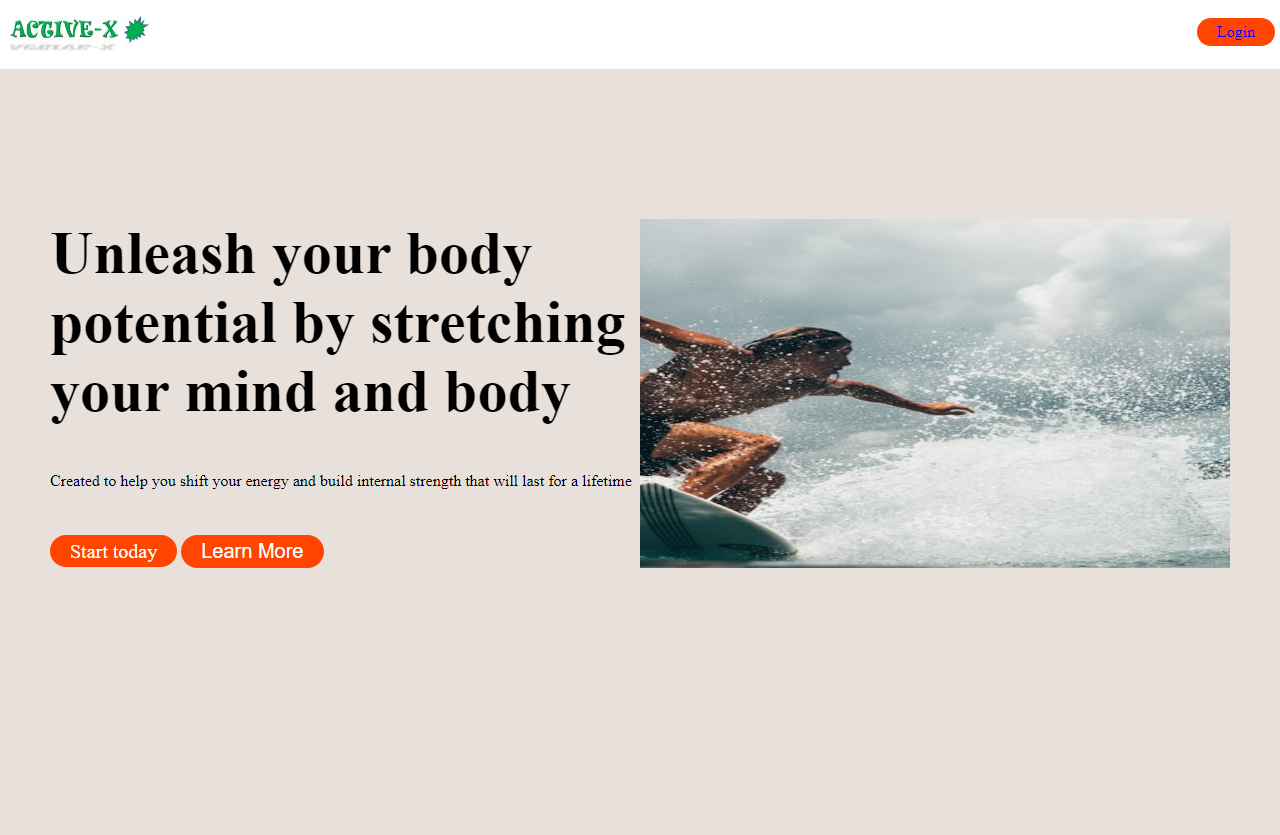 ACTIVE-X
Login
Unleash your body
potential by stretching
your mind and body
Created to help you shift your energy and build internal strength that will last for a lifetime
Start today
Learn More